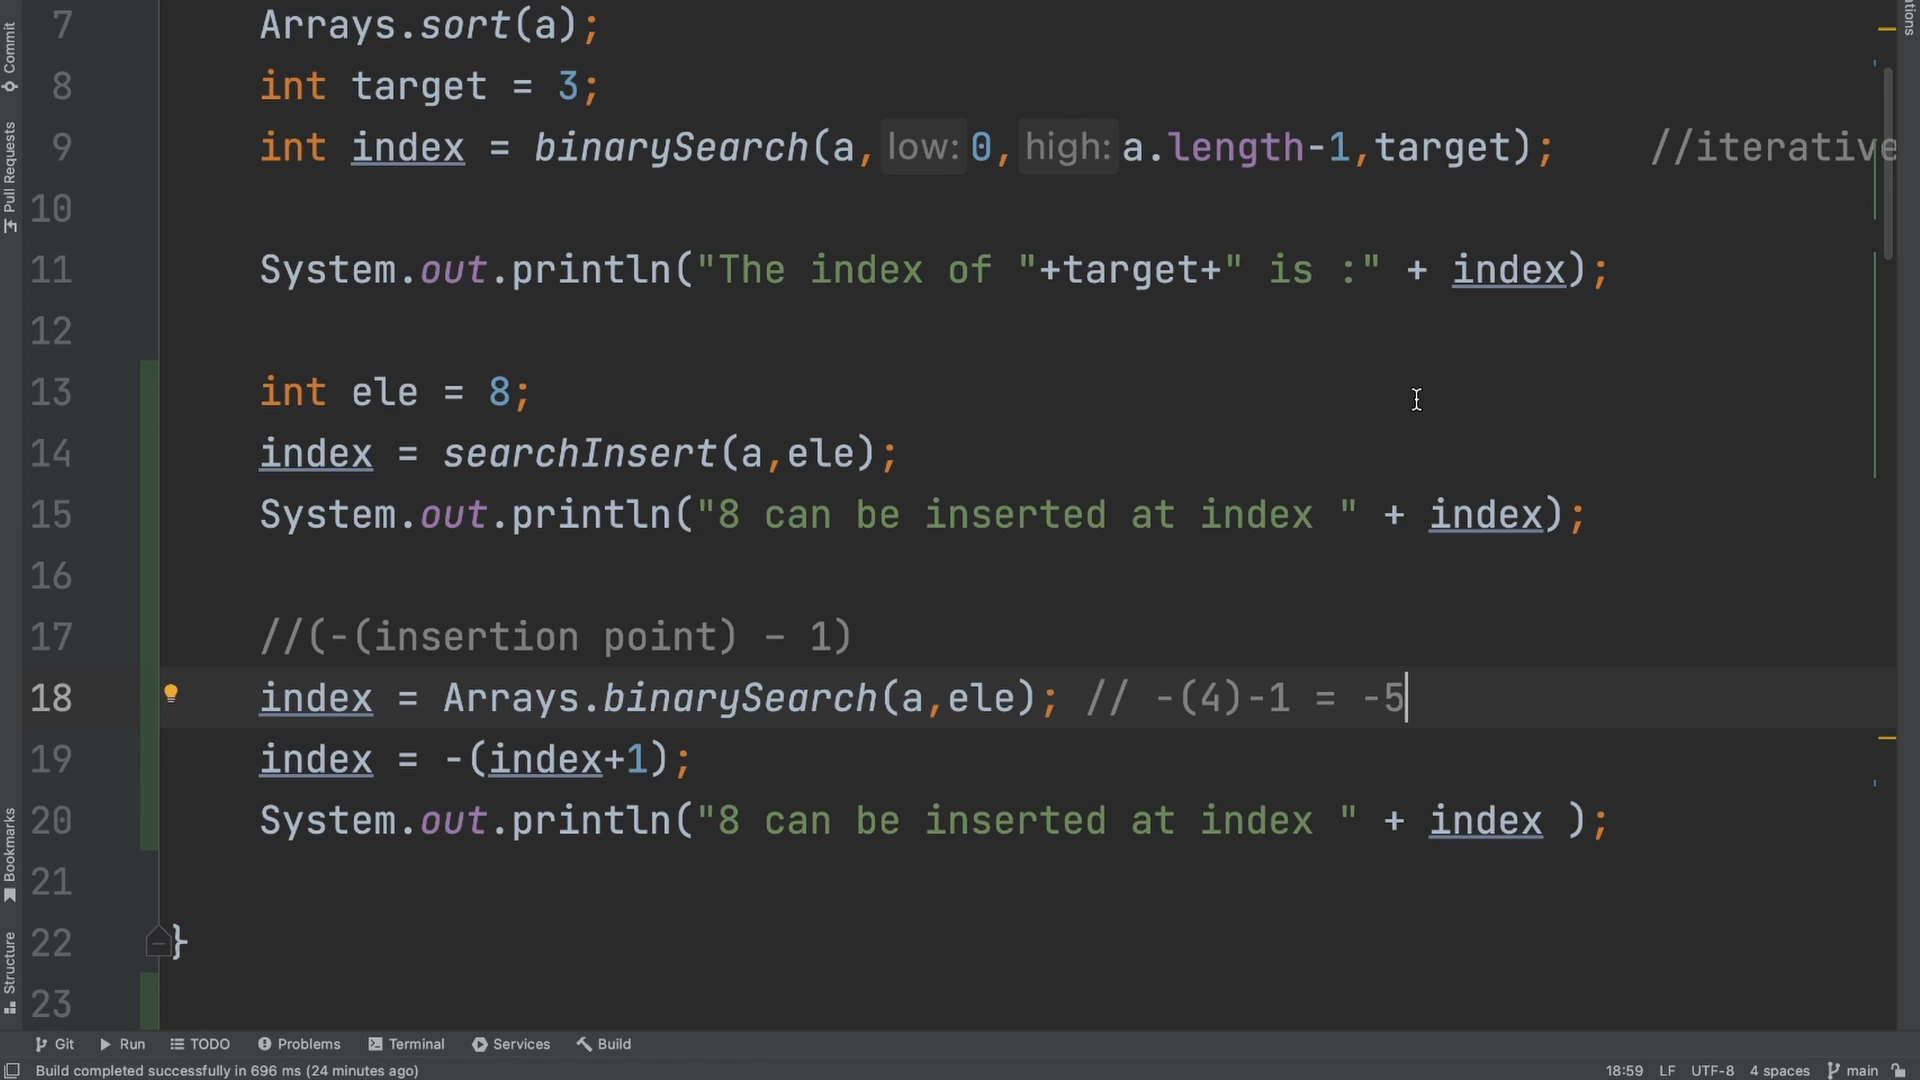 Commit
Pull Requests
Bookmarks
Structure
7 Arrays.sort(a);
8 int target = 3;
9 int index = binarySearch(a, low: 0, high: a.length-1,target); //iterative
10
11 System.out.println("The index of "+target+" is :" + index);
12
13 int ele = 8;
14 index = searchInsert(a,ele);
15 System.out.println("8 can be inserted at index " + index);
16
17 //(-(insertion point) – 1)
18 index = Arrays.binarySearch(a,ele); // -(4)-1 = -5
19 index = -(index+1);
20 System.out.println("8 can be inserted at index " + index );
21
22 }
23
Git Run TODO Problems Terminal Services Build
Build completed successfully in 696 ms (24 minutes ago) 18:59 LF UTF-8 4 spaces main